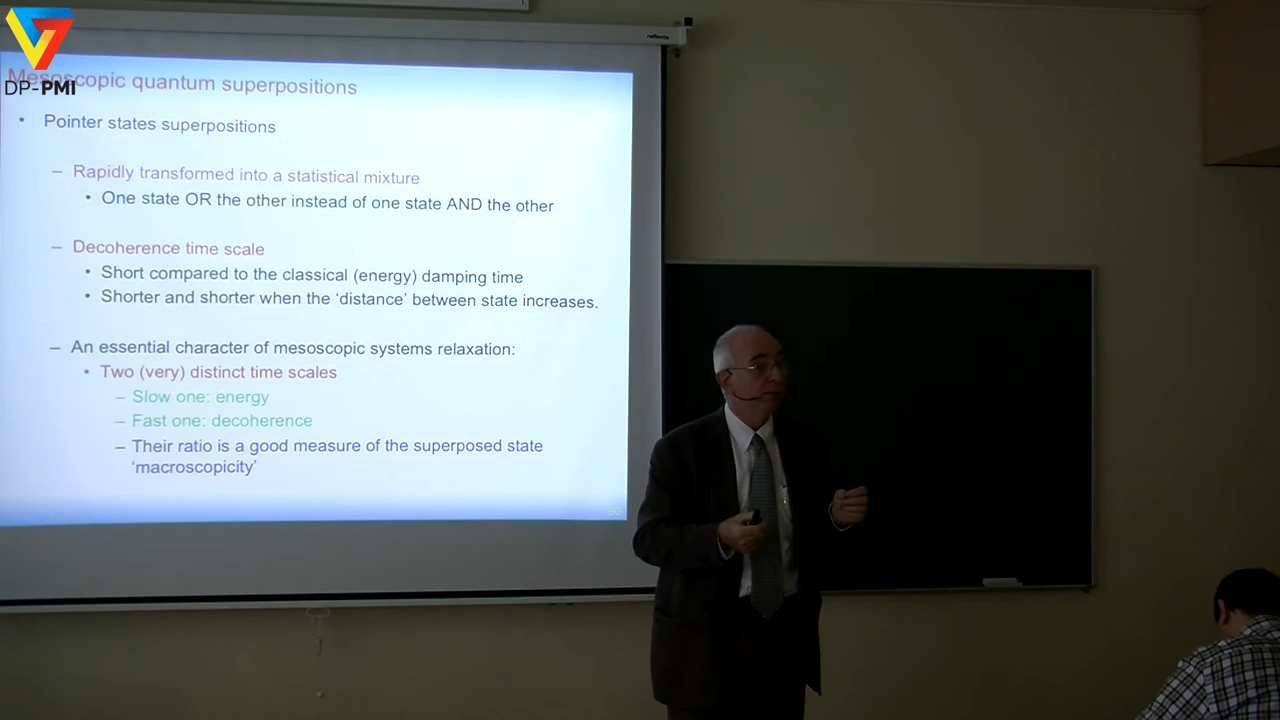 reflecta
Mesoscopic quantum superpositions
DP-PMI
• Pointer states superpositions
– Rapidly transformed into a statistical mixture
• One state OR the other instead of one state AND the other
– Decoherence time scale
• Short compared to the classical (energy) damping time
• Shorter and shorter when the ‘distance’ between state increases.
– An essential character of mesoscopic systems relaxation:
• Two (very) distinct time scales
– Slow one: energy
– Fast one: decoherence
– Their ratio is a good measure of the superposed state
‘macroscopicity’